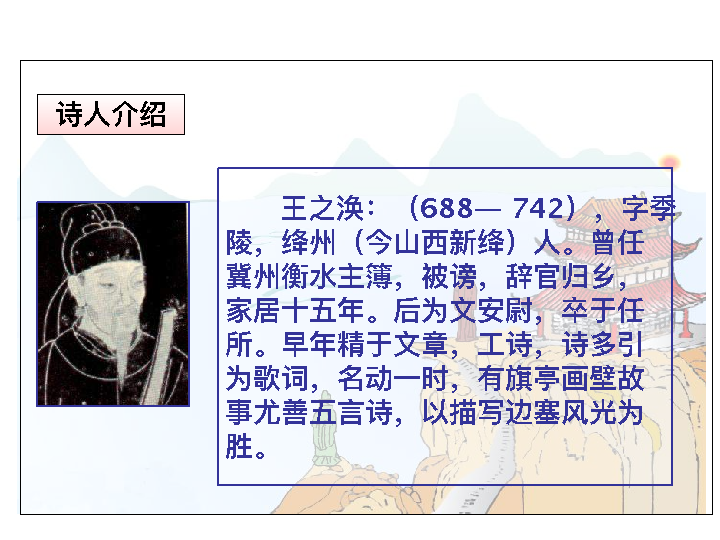 诗人介绍
王之涣：（688— 742），字季
陵，绛州（今山西新绛）人。曾任
冀州衡水主簿，被谤，辞官归乡，
家居十五年。后为文安尉，卒于任
所。早年精于文章，工诗，诗多引
为歌词，名动一时，有旗亭画壁故
事尤善五言诗，以描写边塞风光为
胜。